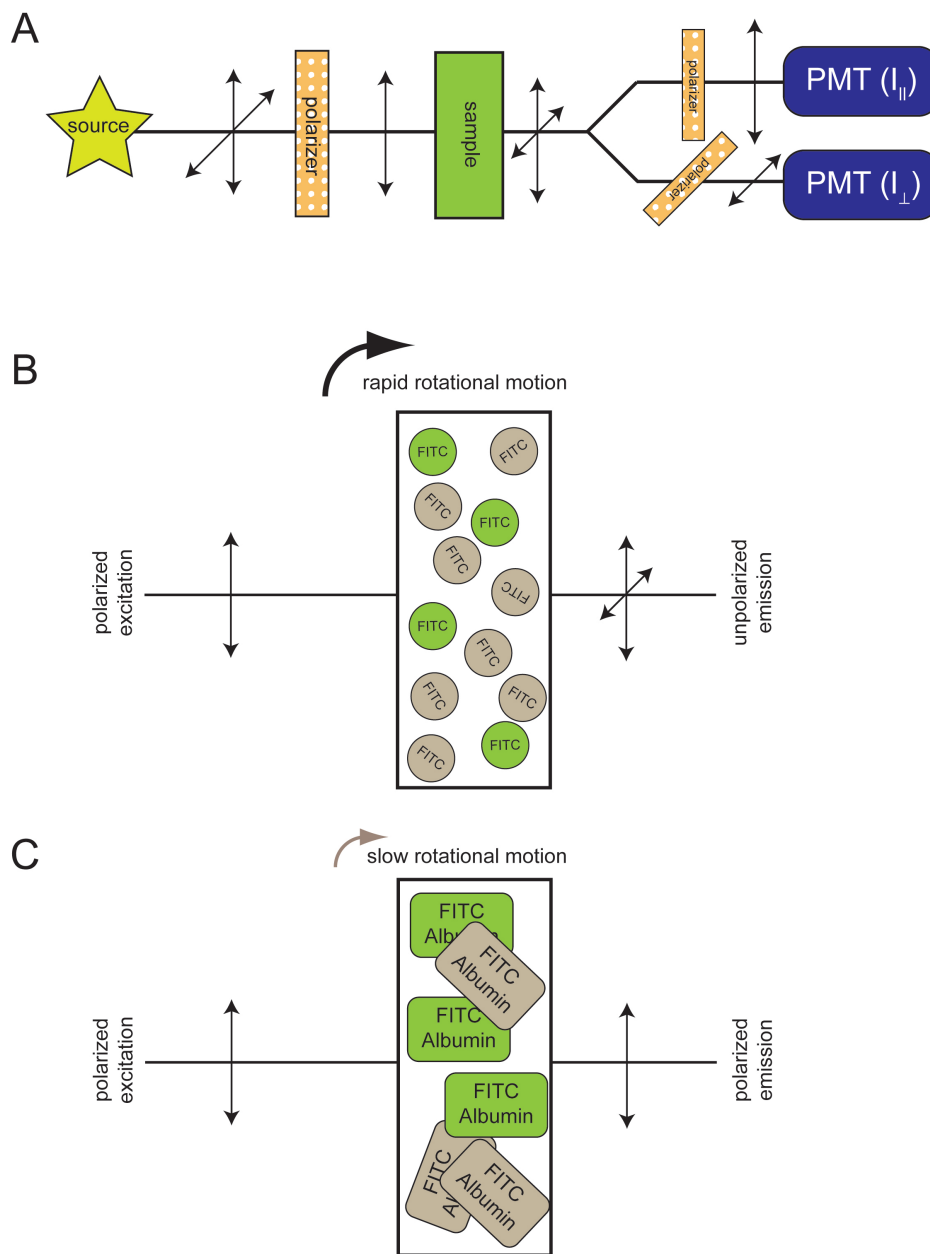 A
source
polarizer
sample
polarizer
PMT (I||)
polarizer
PMT (I⊥)
B
rapid rotational motion
polarized
excitation
FITC
FITC
FITC
FITC
FITC
FITC
FITC
FITC
FITC
FITC
FITC
FITC
unpolarized
emission
C
slow rotational motion
polarized
excitation
FITC
Albumin
FITC
Albumin
FITC
Albumin
FITC
Albumin
FITC
FITC
Albumin
polarized
emission